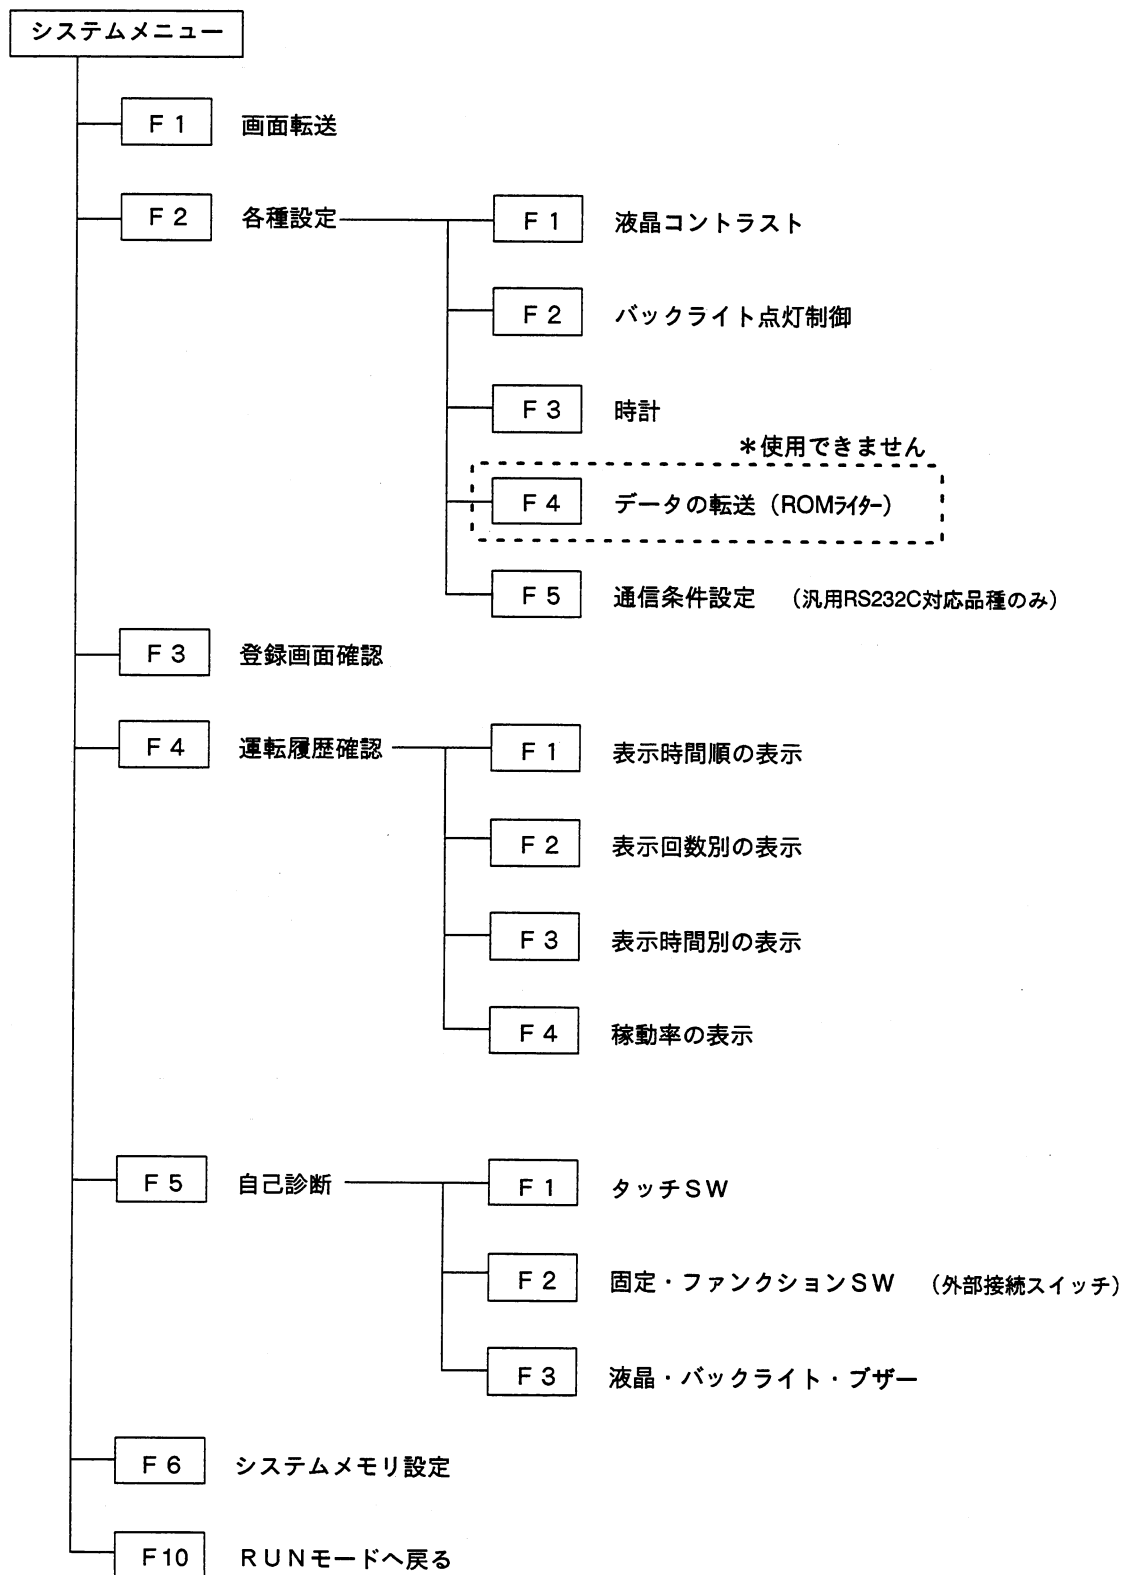 システムメニュー
F1 画面転送
F2 各種設定 F1 液晶コントラスト
F2 バックライト点灯制御
F3 時計
＊使用できません
F4 データの転送（ROMライター）
F5 通信条件設定 （汎用RS232C対応品種のみ）
F3 登録画面確認
F4 運転履歴確認 F1 表示時間順の表示
F2 表示回数別の表示
F3 表示時間別の表示
F4 稼動率の表示
F5 自己診断 F1 タッチSW
F2 固定・ファンクションSW （外部接続スイッチ）
F3 液晶・バックライト・ブザー
F6 システムメモリ設定
F10 RUNモードへ戻る